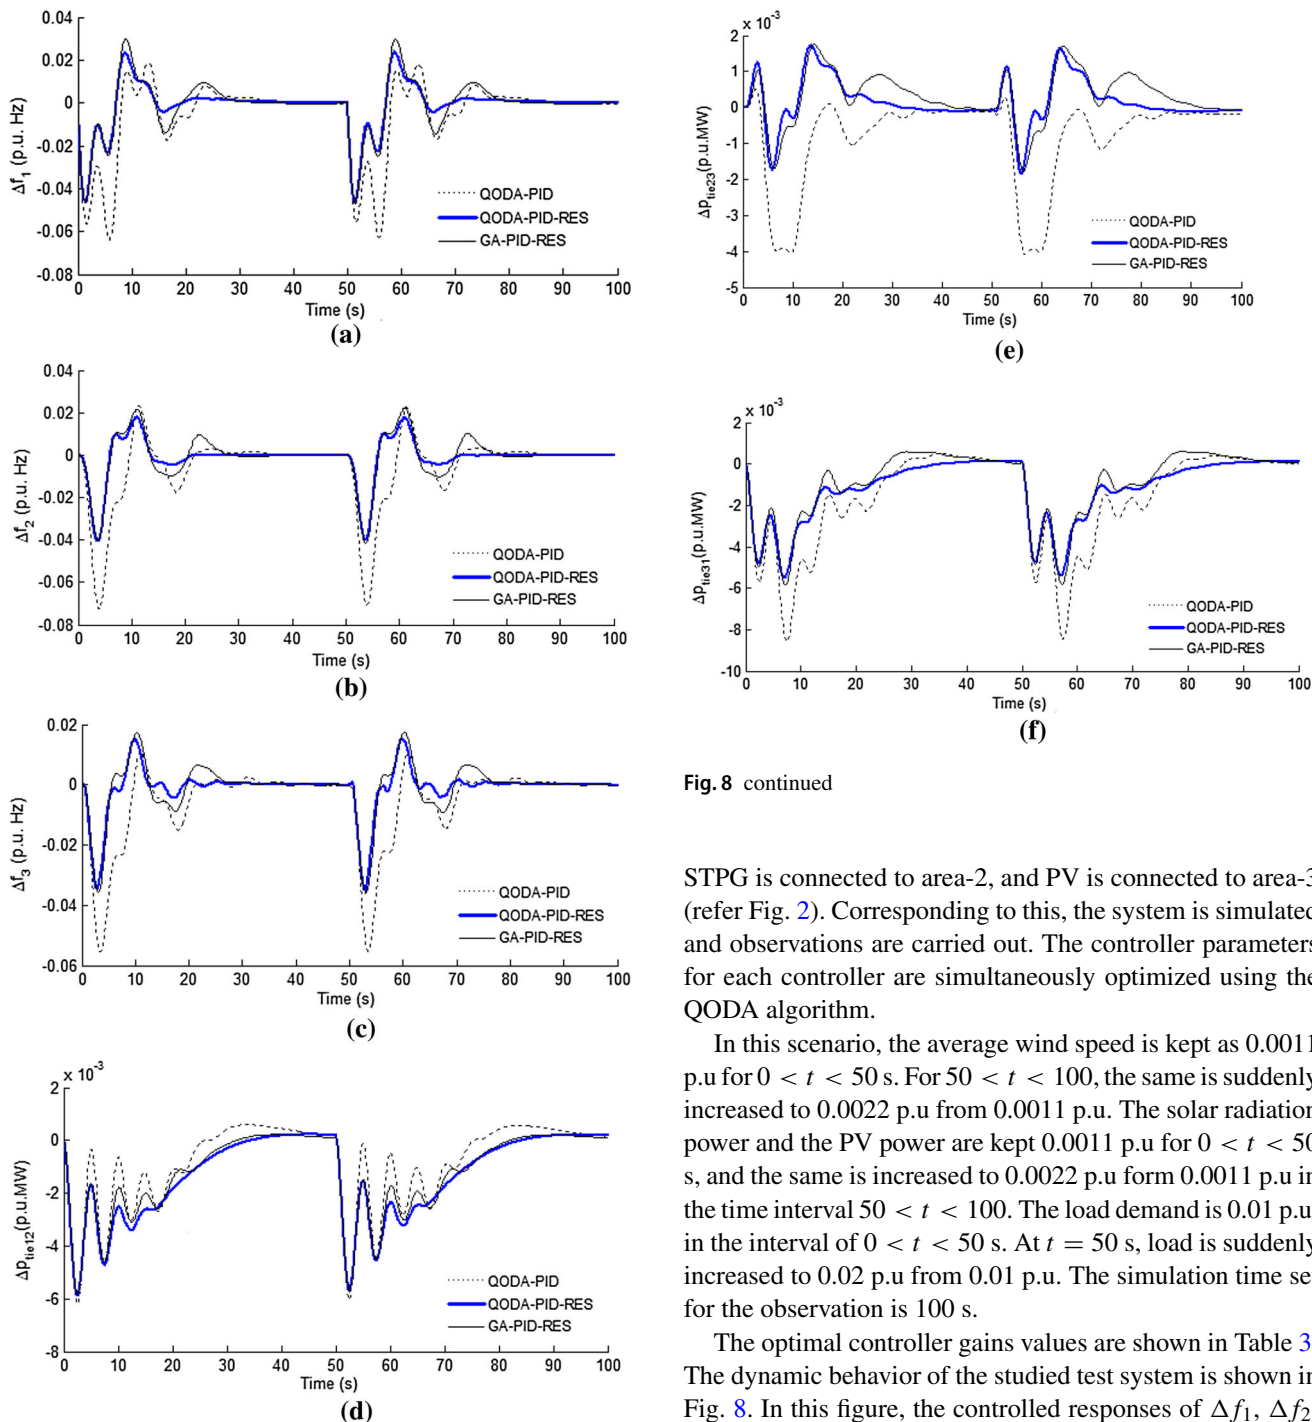 0.04
0.02
0
-0.02
-0.04
-0.06
-0.08
Δf1 (p.u. Hz)
QODA-PID
QODA-PID-RES
GA-PID-RES
0 10 20 30 40 50 60 70 80 90 100
Time (s)
(a)
0.04
0.02
0
-0.02
-0.04
-0.06
-0.08
Δf2 (p.u. Hz)
QODA-PID
QODA-PID-RES
GA-PID-RES
0 10 20 30 40 50 60 70 80 90 100
Time (s)
(b)
0.02
0
-0.02
-0.04
-0.06
Δf3 (p.u. Hz)
QODA-PID
QODA-PID-RES
GA-PID-RES
0 10 20 30 40 50 60 70 80 90 100
Time (s)
(c)
x 10-3
2
0
-2
-4
-6
-8
Δptie12(p.u.MW)
QODA-PID
QODA-PID-RES
GA-PID-RES
0 10 20 30 40 50 60 70 80 90 100
Time (s)
(d)
x 10-3
2
1
0
-1
-2
-3
-4
-5
Δptie23(p.u.MW)
QODA-PID
QODA-PID-RES
GA-PID-RES
0 10 20 30 40 50 60 70 80 90 100
Time (s)
(e)
x 10-3
2
0
-2
-4
-6
-8
-10
Δptie31(p.u.MW)
QODA-PID
QODA-PID-RES
GA-PID-RES
0 10 20 30 40 50 60 70 80 90 100
Time (s)
(f)
Fig. 8 continued
STPG is connected to area-2, and PV is connected to area-3
(refer Fig. 2). Corresponding to this, the system is simulated
and observations are carried out. The controller parameters
for each controller are simultaneously optimized using the
QODA algorithm.
In this scenario, the average wind speed is kept as 0.0011
p.u for 0 < t < 50 s. For 50 < t < 100, the same is suddenly
increased to 0.0022 p.u from 0.0011 p.u. The solar radiation
power and the PV power are kept 0.0011 p.u for 0 < t < 50
s, and the same is increased to 0.0022 p.u form 0.0011 p.u in
the time interval 50 < t < 100. The load demand is 0.01 p.u
in the interval of 0 < t < 50 s. At t = 50 s, load is suddenly
increased to 0.02 p.u from 0.01 p.u. The simulation time se
for the observation is 100 s.
The optimal controller gains values are shown in Table 3.
The dynamic behavior of the studied test system is shown in
Fig. 8. In this figure, the controlled responses of Δf1, Δf2,